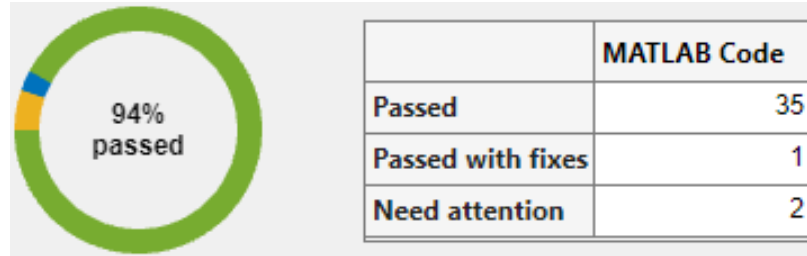 94%
passed
MATLAB Code
Passed 35
Passed with fixes 1
Need attention 2